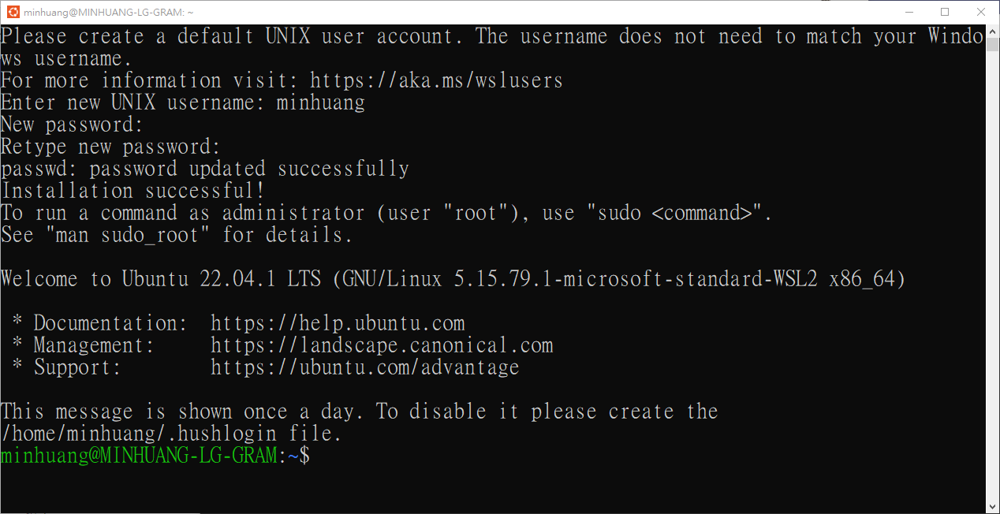 minhuang@MINHUANG-LG-GRAM: ~
Please create a default UNIX user account. The username does not need to match your Windo
ws username.
For more information visit: https://aka.ms/wslusers
Enter new UNIX username: minhuang
New password:
Retype new password:
passwd: password updated successfully
Installation successful!
To run a command as administrator (user "root"), use "sudo <command>".
See "man sudo_root" for details.
Welcome to Ubuntu 22.04.1 LTS (GNU/Linux 5.15.79.1-microsoft-standard-WSL2 x86_64)
* Documentation:  https://help.ubuntu.com
* Management:     https://landscape.canonical.com
* Support:        https://ubuntu.com/advantage
This message is shown once a day. To disable it please create the
/home/minhuang/.hushlogin file.
minhuang@MINHUANG-LG-GRAM:~$